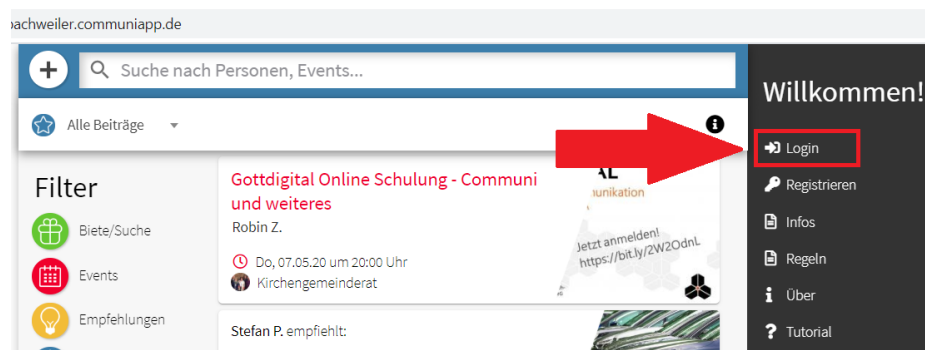 achweiler.communiapp.de
Suche nach Personen, Events...
Alle Beiträge
Filter
Biete/Suche
Events
Empfehlungen
Gottdigital Online Schulung - Communi
und weiteres
Robin Z.
Do, 07.05.20 um 20:00 Uhr
Kirchengemeinderat
AL
unikation
Jetzt anmelden!
https://bit.ly/2W2OdnL
Stefan P. empfiehlt:
Willkommen!
Login
Registrieren
Infos
Regeln
Über
Tutorial